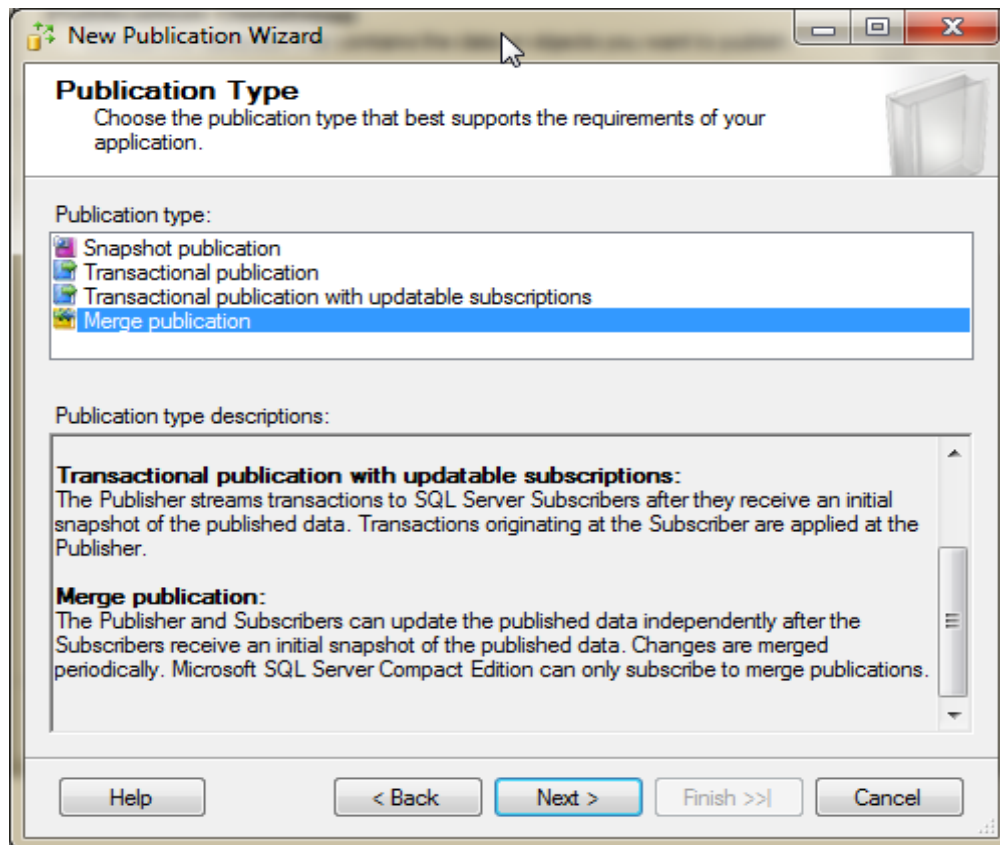 New Publication Wizard
Publication Type
Choose the publication type that best supports the requirements of your
application.
Publication type:
Snapshot publication
Transactional publication
Transactional publication with updatable subscriptions
Merge publication
Publication type descriptions:
Transactional publication with updatable subscriptions:
The Publisher streams transactions to SQL Server Subscribers after they receive an initial
snapshot of the published data. Transactions originating at the Subscriber are applied at the
Publisher.
Merge publication:
The Publisher and Subscribers can update the published data independently after the
Subscribers receive an initial snapshot of the published data. Changes are merged
periodically. Microsoft SQL Server Compact Edition can only subscribe to merge publications.
Help
< Back
Next >
Finish >>|
Cancel